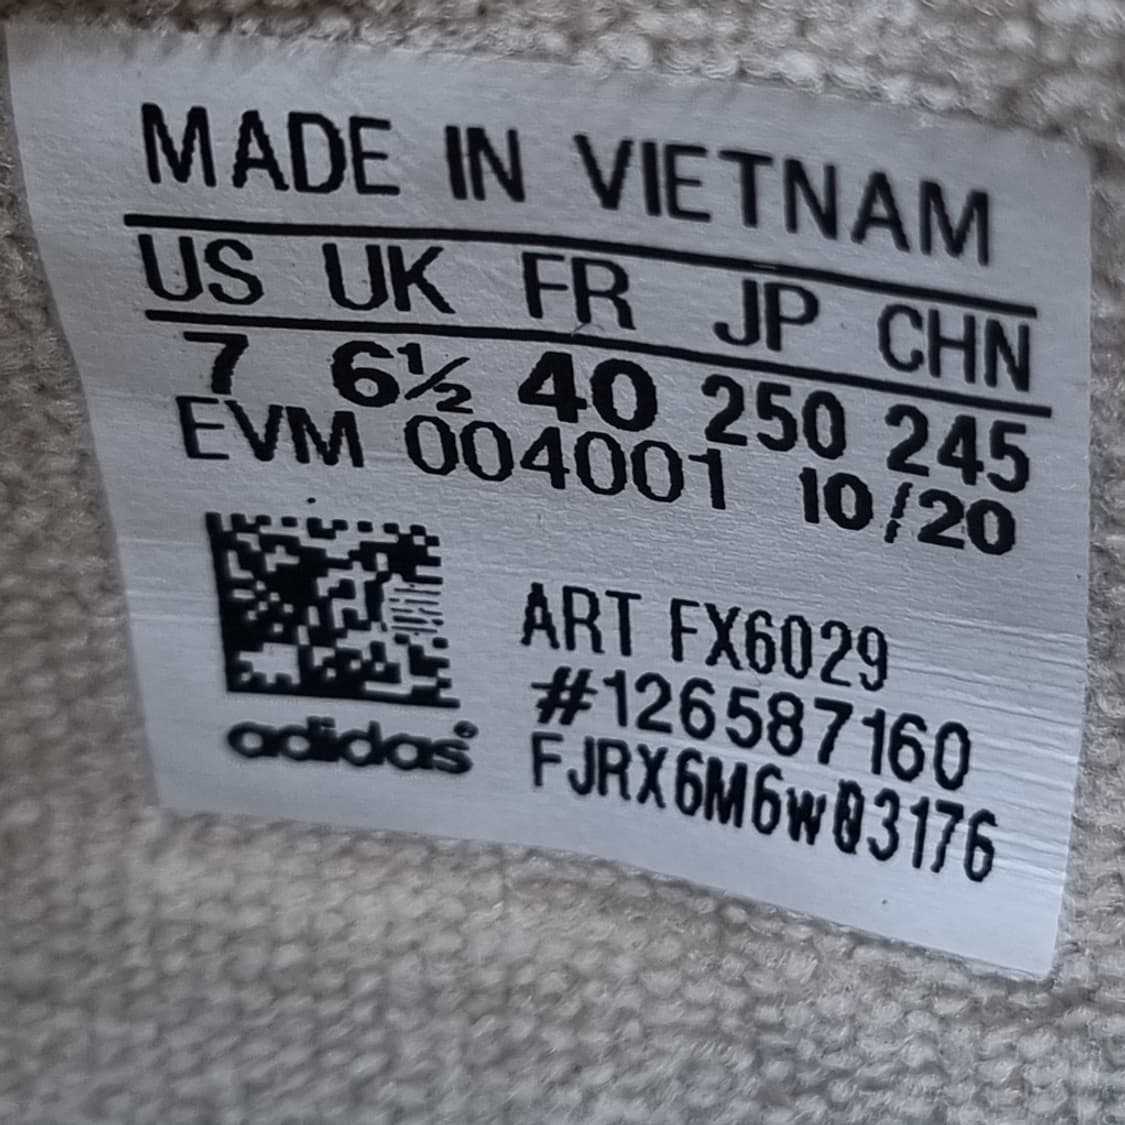 MADE IN VIETNAM
US UK FR JP CHN
7 6½ 40 250 245
EVM 004001 10/20
ART FX6029
#126587160
FJRX6M6w03176
adidas